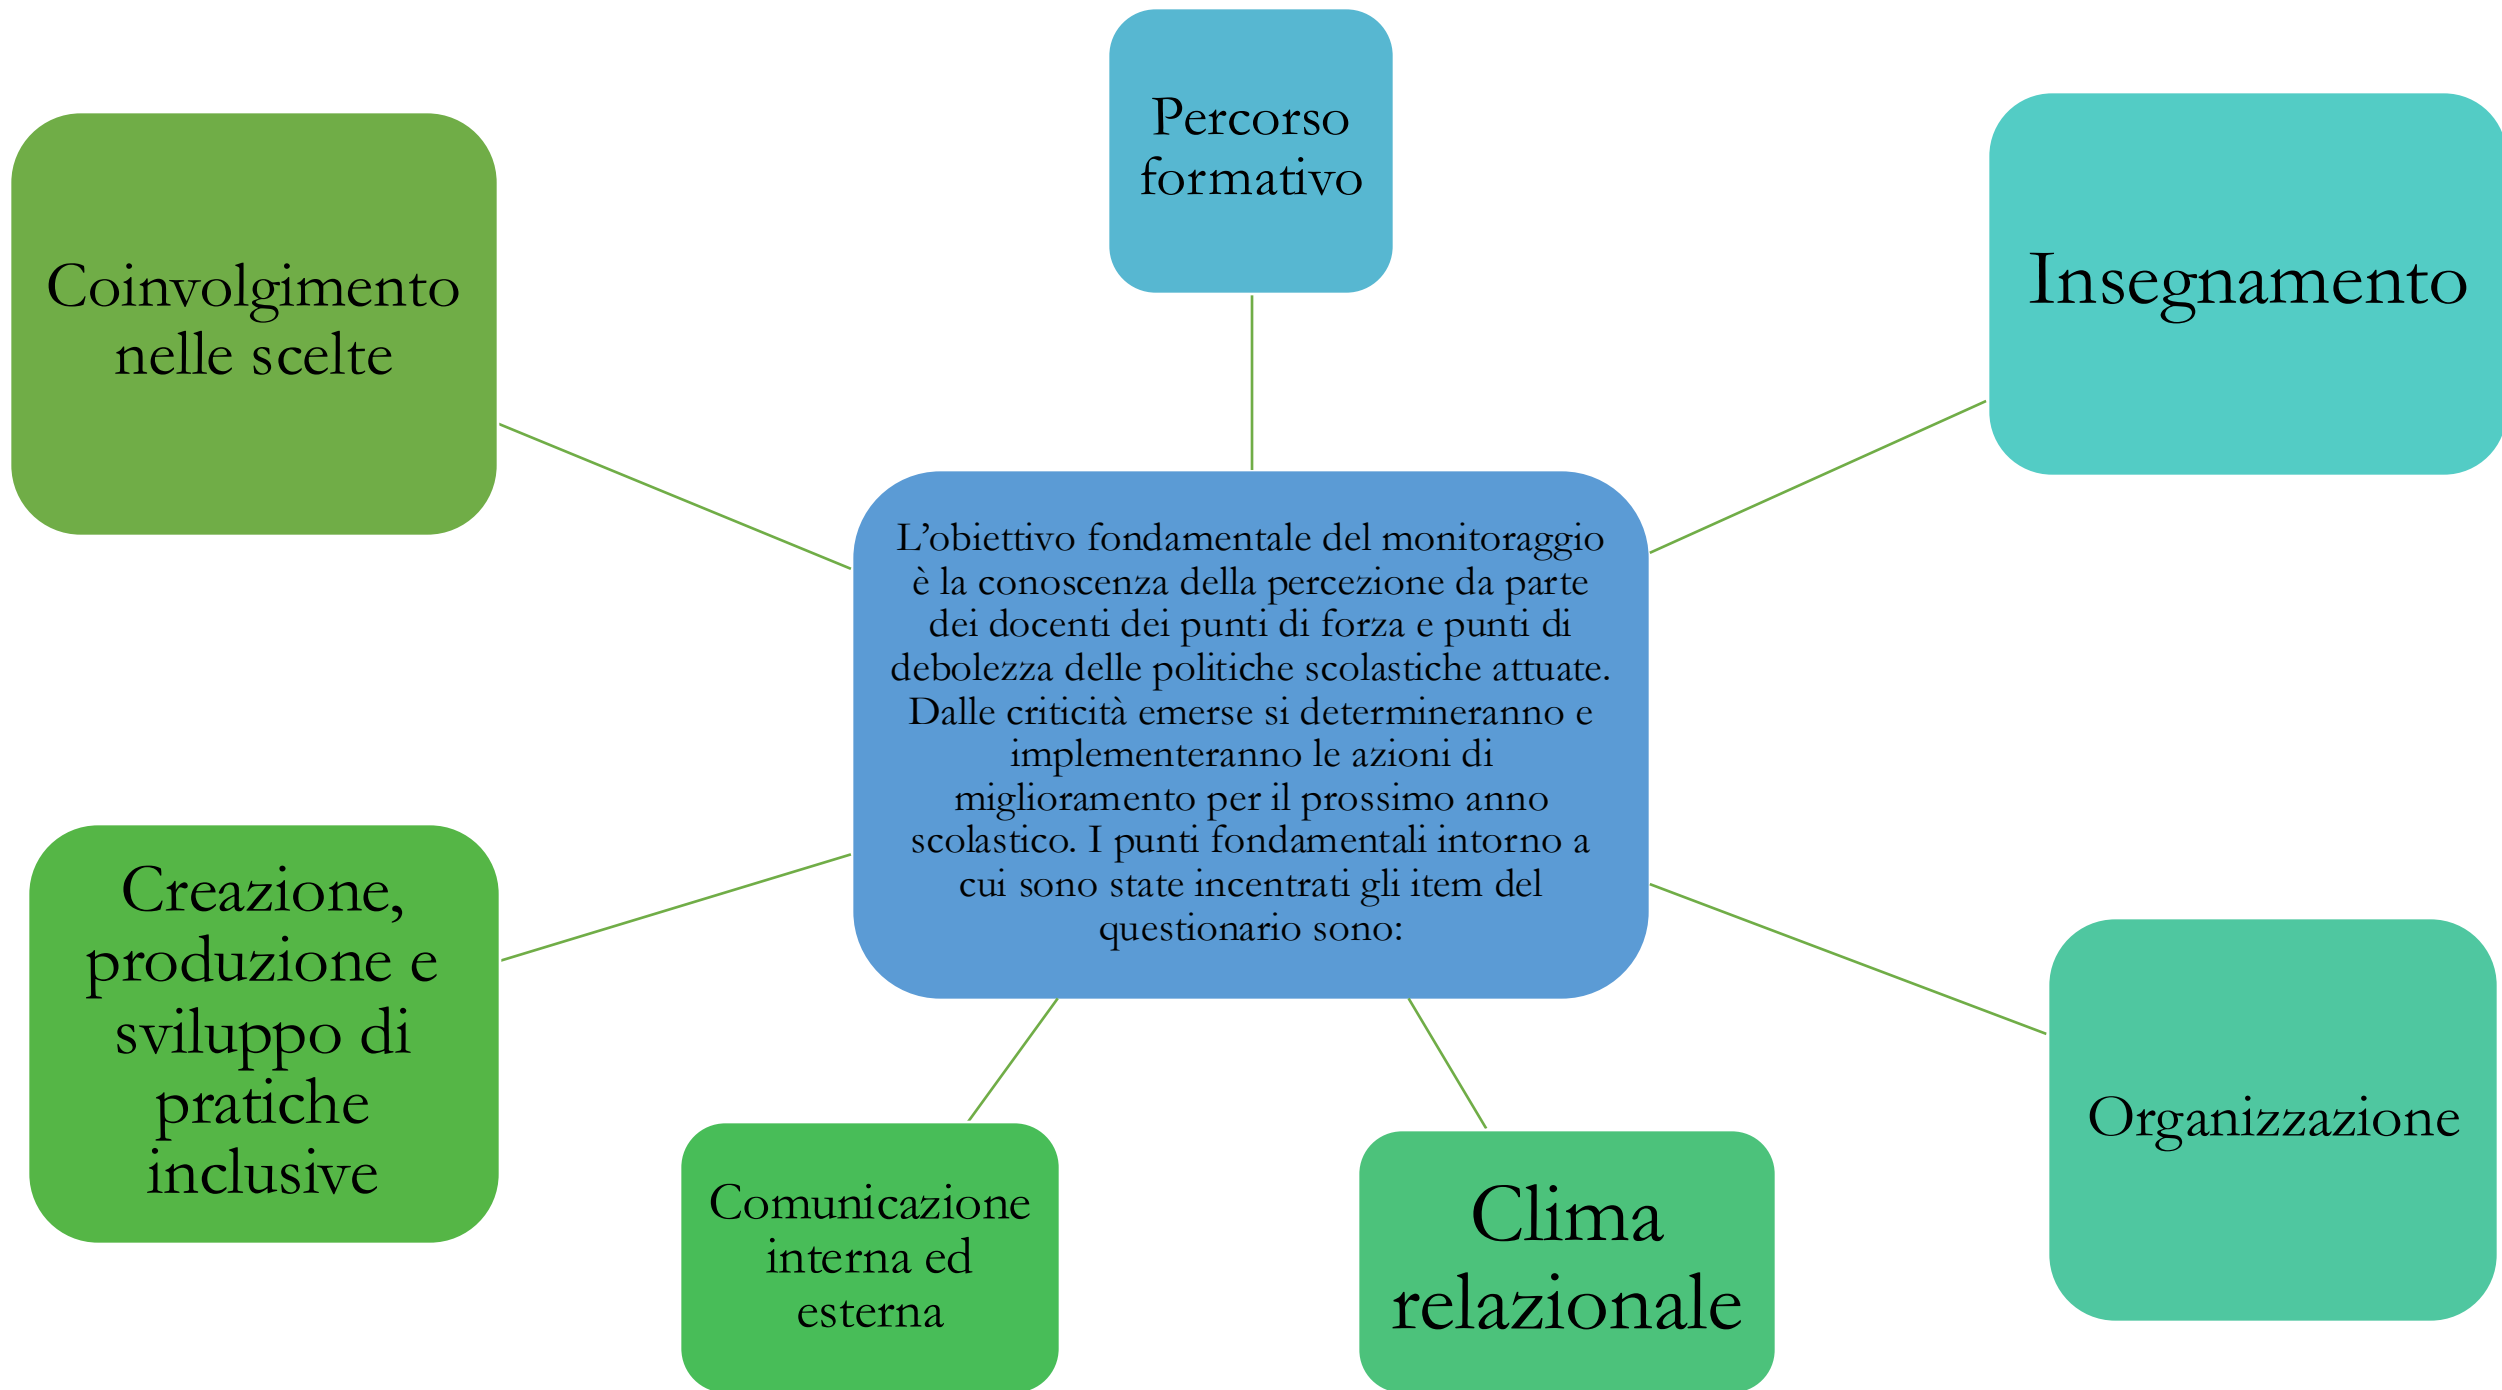 Percorso
formativo
Insegnamento
Coinvolgimento
nelle scelte
L’obiettivo fondamentale del monitoraggio
è la conoscenza della percezione da parte
dei docenti dei punti di forza e punti di
debolezza delle politiche scolastiche attuate.
Dalle criticità emerse si determineranno e
implementeranno le azioni di
miglioramento per il prossimo anno
scolastico. I punti fondamentali intorno a
cui sono state incentrati gli item del
questionario sono:
Creazione,
produzione e
sviluppo di
pratiche
inclusive
Organizzazione
Comunicazione
interna ed
esterna
Clima
relazionale